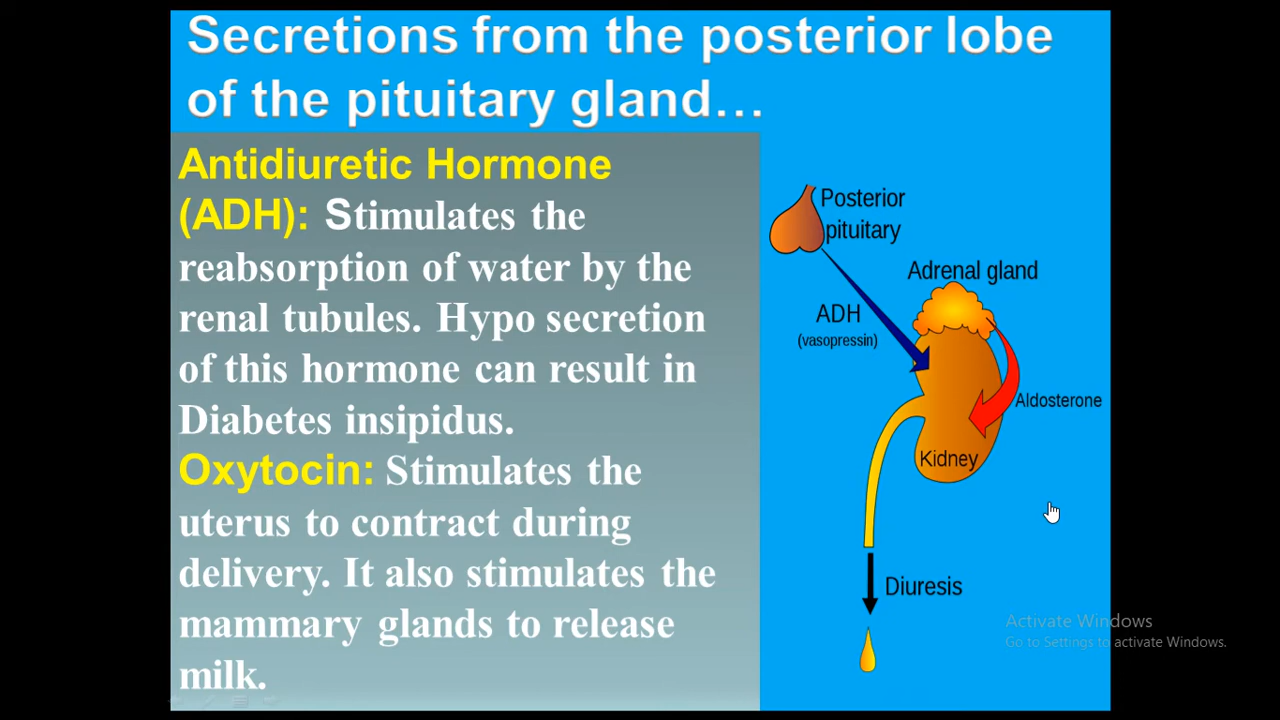 Secretions from the posterior lobe
of the pituitary gland…
Antidiuretic Hormone
(ADH): Stimulates the
reabsorption of water by the
renal tubules. Hypo secretion
of this hormone can result in
Diabetes insipidus.
Oxytocin: Stimulates the
uterus to contract during
delivery. It also stimulates the
mammary glands to release
milk.
Posterior
pituitary
Adrenal gland
ADH
(vasopressin)
Aldosterone
Kidney
Diuresis
Activate Windows
Go to Settings to activate Windows.